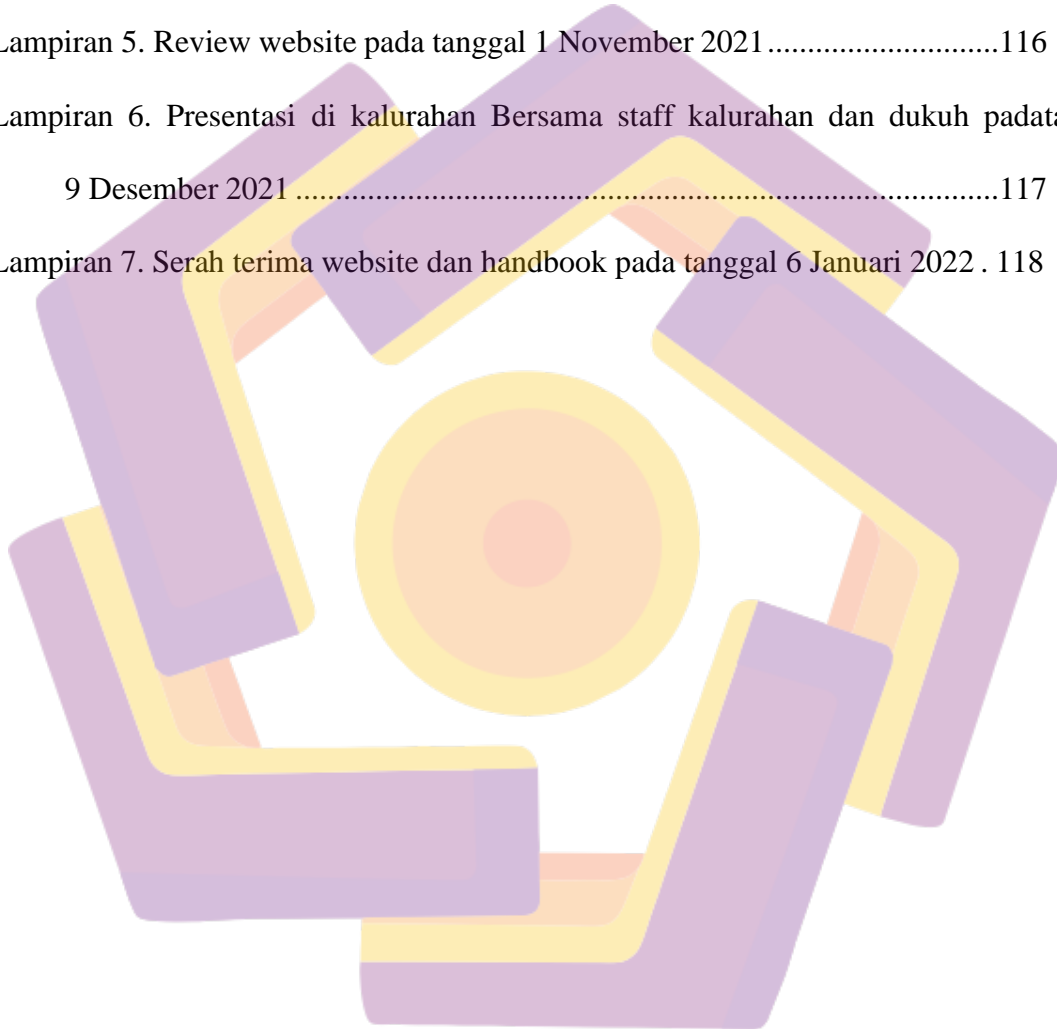 Lampiran 5. Review website pada tanggal 1 November 2021............................116
Lampiran 6. Presentasi di kalurahan Bersama staff kalurahan dan dukuh padata
9 Desember 2021 ..........................................................................117
Lampiran 7. Serah terima website dan handbook pada tanggal 6 Januari 2022 . 118